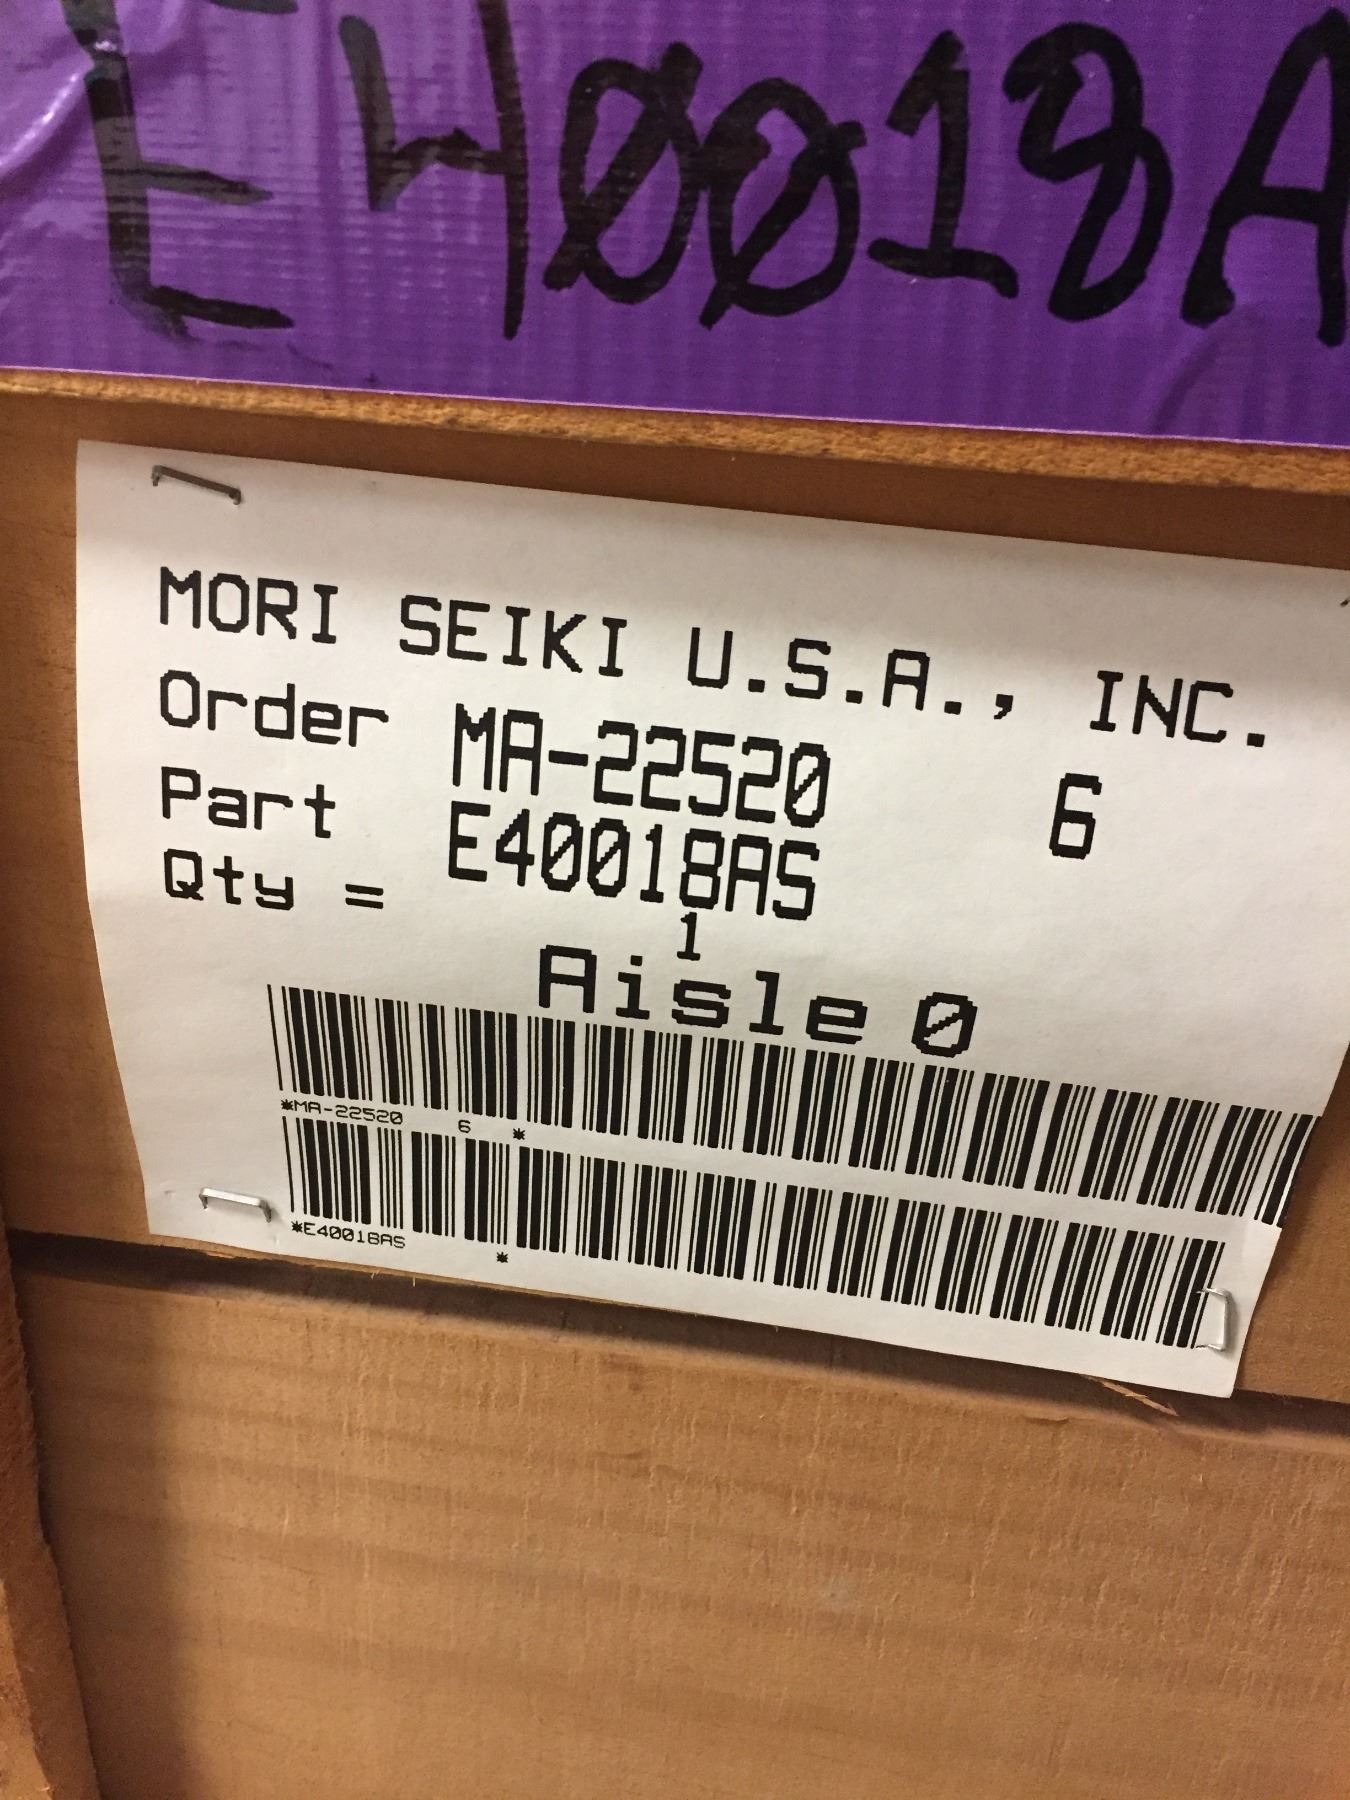 E40018A
MORI SEIKI U.S.A., INC.
Order MA-22520 6
Part E40018AS
Qty = 1
Aisle 0
*MA-22520 6 *
*E40018AS *